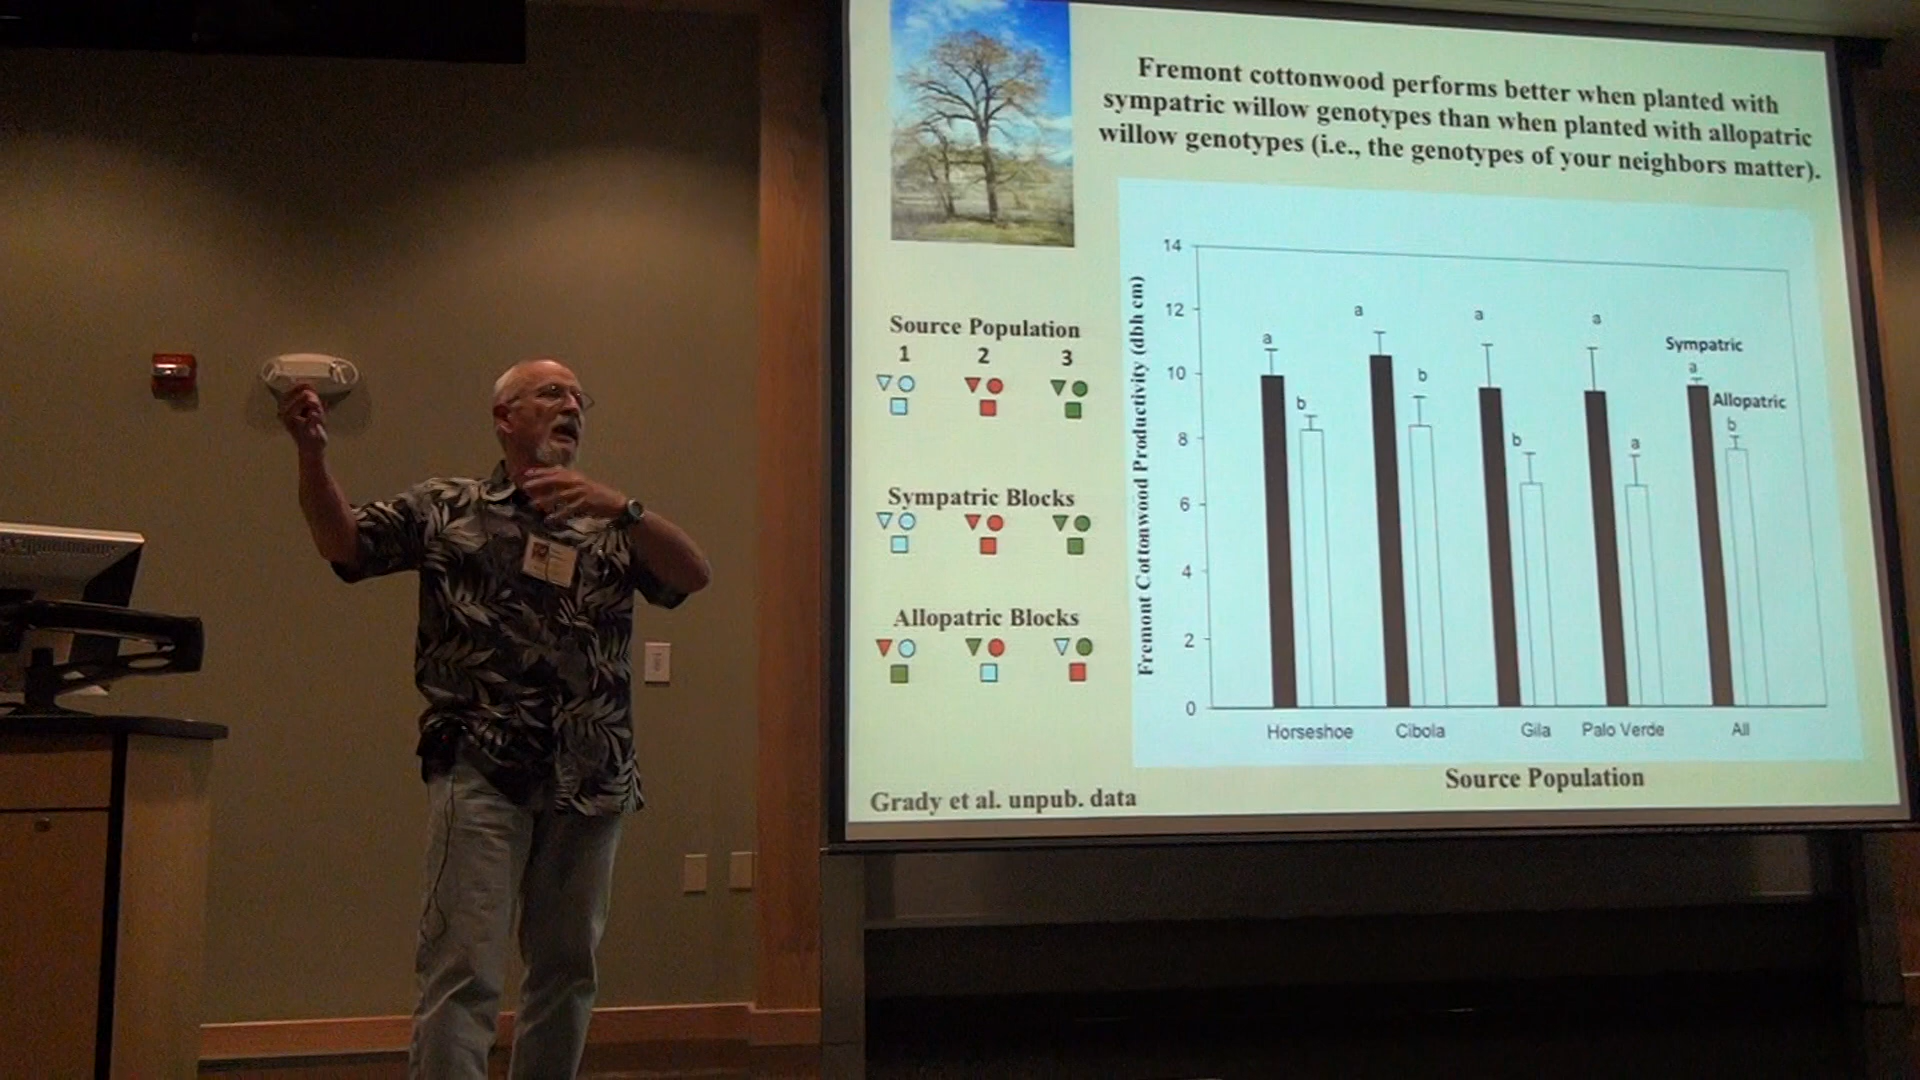 Fremont cottonwood performs better when planted with
sympatric willow genotypes than when planted with allopatric
willow genotypes (i.e., the genotypes of your neighbors matter).
Source Population
1 2 3
Sympatric Blocks
Allopatric Blocks
Grady et al. unpub. data
Fremont Cottonwood Productivity (dbh cm)
14
12
10
8
6
4
2
0
a
b
a
b
a
b
a
a
Sympatric
a
Allopatric
b
Horseshoe Cibola Gila Palo Verde All
Source Population